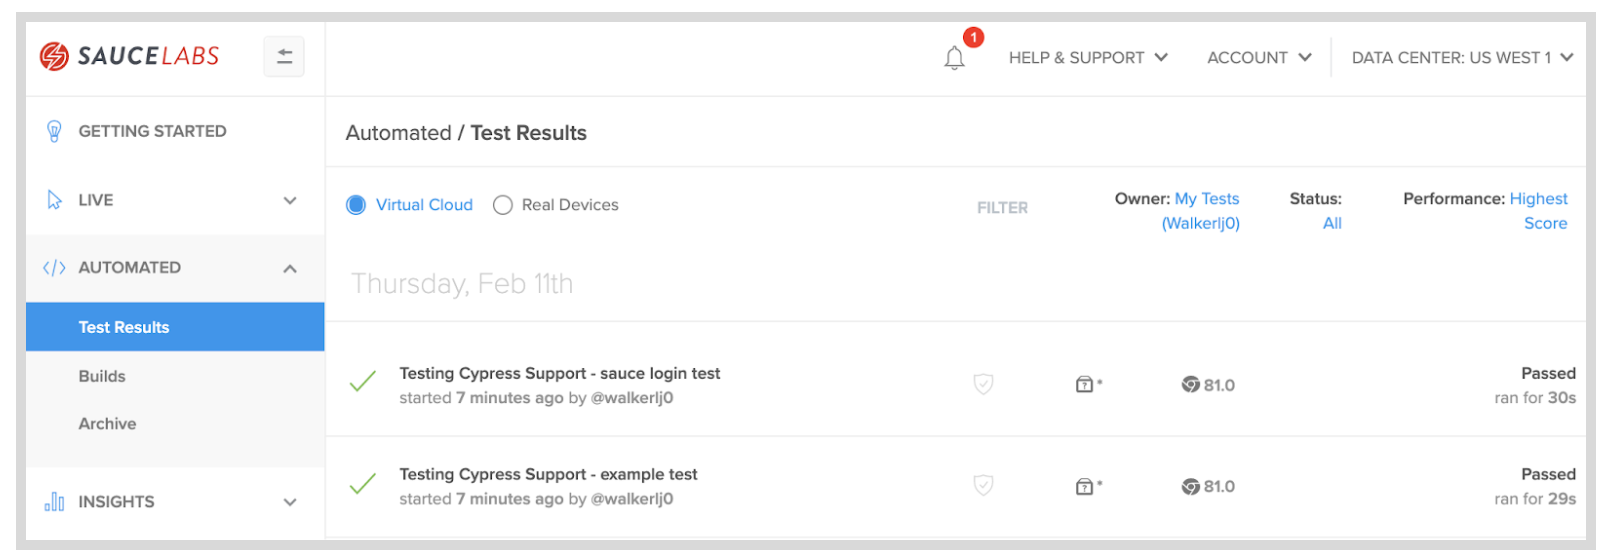 SAUCELABS
1
HELP & SUPPORT
ACCOUNT
DATA CENTER: US WEST 1
GETTING STARTED
LIVE
AUTOMATED
Test Results
Builds
Archive
INSIGHTS
Automated / Test Results
Virtual Cloud
Real Devices
FILTER
Owner: My Tests
(Walkerlj0)
Status:
All
Performance: Highest
Score
Thursday, Feb 11th
Testing Cypress Support - sauce login test
started 7 minutes ago by @walkerlj0
?*
81.0
Passed
ran for 30s
Testing Cypress Support - example test
started 7 minutes ago by @walkerlj0
?*
81.0
Passed
ran for 29s